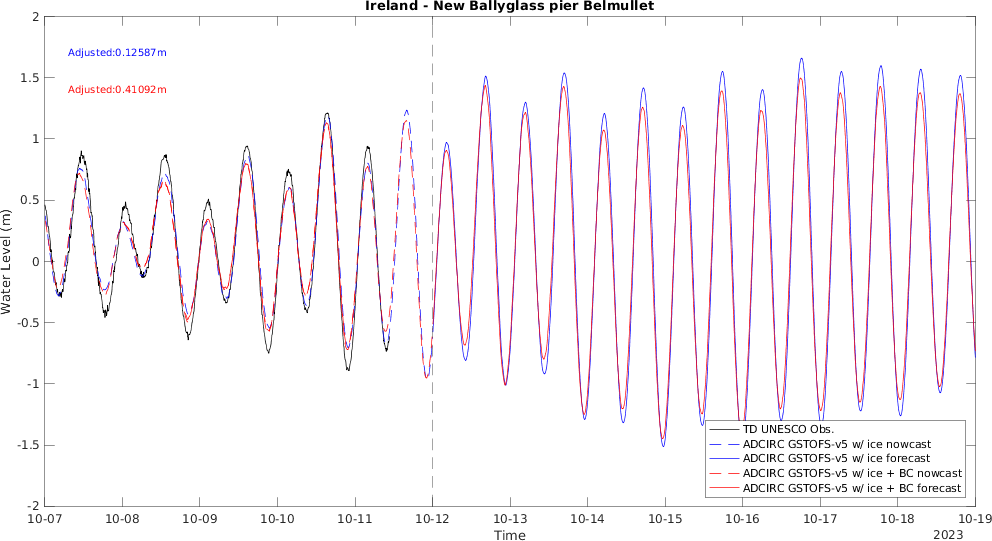 Ireland - New Ballyglass pier Belmullet
Adjusted:0.12587m
Adjusted:0.41092m
Water Level (m)
2
1.5
1
0.5
0
-0.5
-1
-1.5
-2
TD UNESCO Obs.
ADCIRC GSTOFS-v5 w/ ice nowcast
ADCIRC GSTOFS-v5 w/ ice forecast
ADCIRC GSTOFS-v5 w/ ice + BC nowcast
ADCIRC GSTOFS-v5 w/ ice + BC forecast
10-07 10-08 10-09 10-10 10-11 10-12 10-13 10-14 10-15 10-16 10-17 10-18 10-19
Time
2023